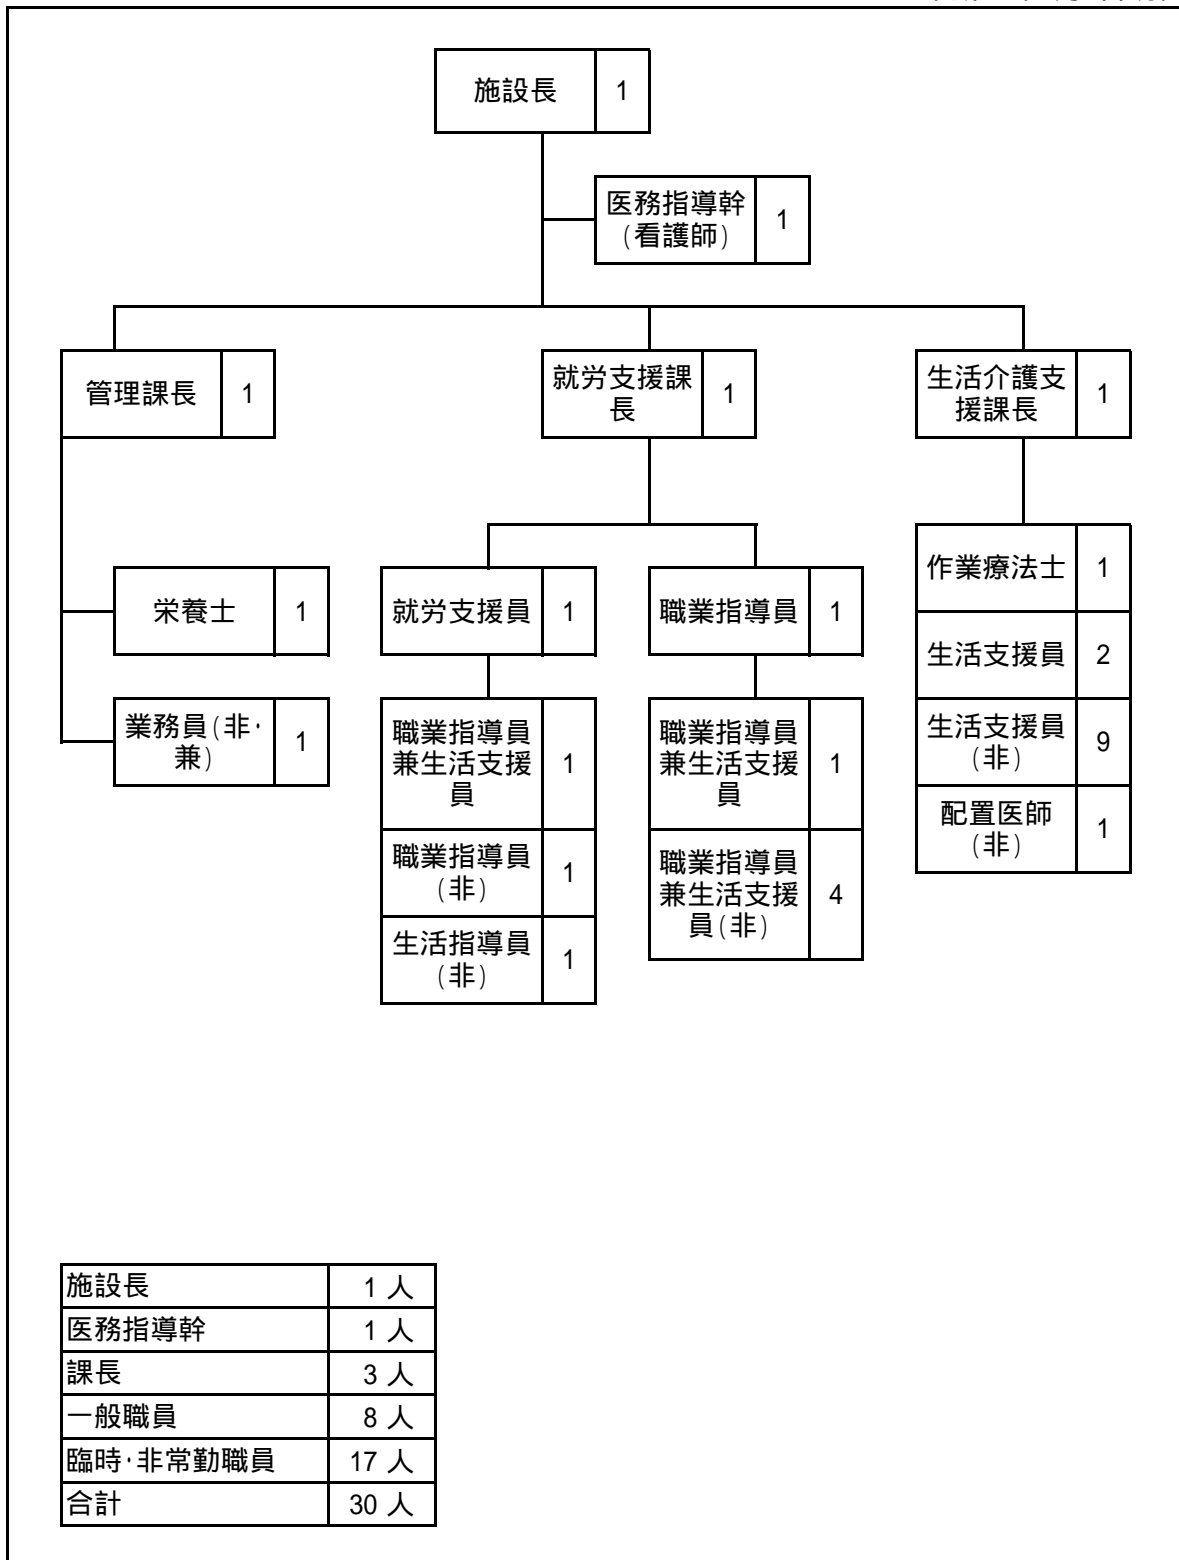 施設長 1
医務指導幹
(看護師) 1
管理課長 1
就労支援課
長 1
生活介護支
援課長 1
栄養士 1
業務員(非・
兼) 1
就労支援員 1
職業指導員
兼生活支援
員 1
職業指導員
(非) 1
生活指導員
(非) 1
職業指導員 1
職業指導員
兼生活支援
員 1
職業指導員
兼生活支援
員(非) 4
作業療法士 1
生活支援員 2
生活支援員
(非) 9
配置医師
(非) 1
施設長 1 人
医務指導幹 1 人
課長 3 人
一般職員 8 人
臨時・非常勤職員 17 人
合計 30 人